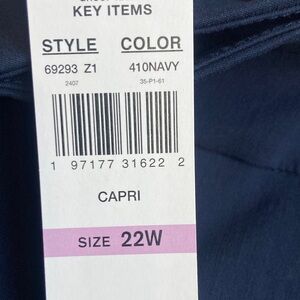 KEY ITEMS
STYLE COLOR
69293 Z1 410NAVY
2407 35-P1-61
1 97177 31622 2
CAPRI
SIZE 22W